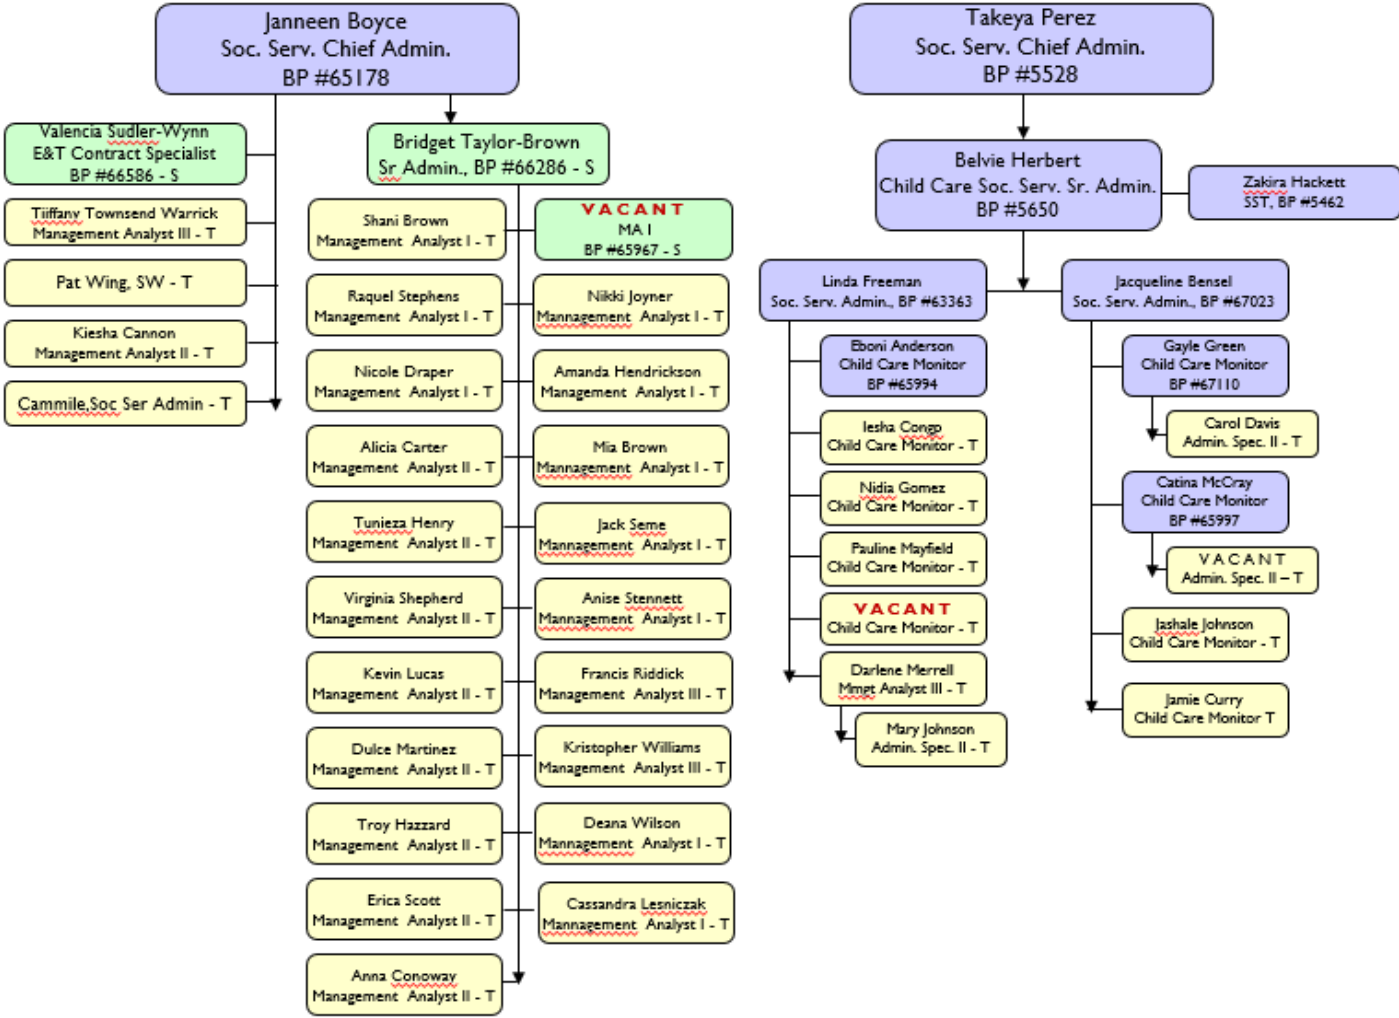 Janneen Boyce
Soc. Serv. Chief Admin.
BP #65178
Valencia Sudler-Wynn
E&T Contract Specialist
BP #66586 - S
Tiiffany Townsend Warrick
Management Analyst III - T
Pat Wing, SW - T
Kiesha Cannon
Management Analyst II - T
Cammile,Soc Ser Admin - T
Bridget Taylor-Brown
Sr Admin., BP #66286 - S
Shani Brown
Management Analyst I - T
Raquel Stephens
Management Analyst I - T
Nicole Draper
Management Analyst I - T
Alicia Carter
Management Analyst II - T
Tunieza Henry
Management Analyst II - T
Virginia Shepherd
Management Analyst II - T
Kevin Lucas
Management Analyst II - T
Dulce Martinez
Management Analyst II - T
Troy Hazzard
Management Analyst II - T
Erica Scott
Management Analyst II - T
Anna Conoway
Management Analyst II - T
VACANT
MA I
BP #65967 - S
Nikki Joyner
Mannagement Analyst I - T
Amanda Hendrickson
Management Analyst I - T
Mia Brown
Mannagement Analyst I - T
Jack Seme
Mannagement Analyst I - T
Anise Stennett
Mannagement Analyst I - T
Francis Riddick
Management Analyst III - T
Kristopher Williams
Management Analyst III - T
Deana Wilson
Mannagement Analyst I - T
Cassandra Lesniczak
Mannagement Analyst I - T
Takeya Perez
Soc. Serv. Chief Admin.
BP #5528
Belvie Herbert
Child Care Soc. Serv. Sr. Admin.
BP #5650
Zakira Hackett
SST, BP #5462
Linda Freeman
Soc. Serv. Admin., BP #63363
Eboni Anderson
Child Care Monitor
BP #65994
Iesha Congp
Child Care Monitor - T
Nidia Gomez
Child Care Monitor - T
Pauline Mayfield
Child Care Monitor - T
VACANT
Child Care Monitor - T
Darlene Merrell
Mmgt Analyst III - T
Mary Johnson
Admin. Spec. II - T
Jacqueline Bensel
Soc. Serv. Admin., BP #67023
Gayle Green
Child Care Monitor
BP #67110
Carol Davis
Admin. Spec. II - T
Catina McCray
Child Care Monitor
BP #65997
VACANT
Admin. Spec. II – T
Jashale Johnson
Child Care Monitor - T
Jamie Curry
Child Care Monitor T